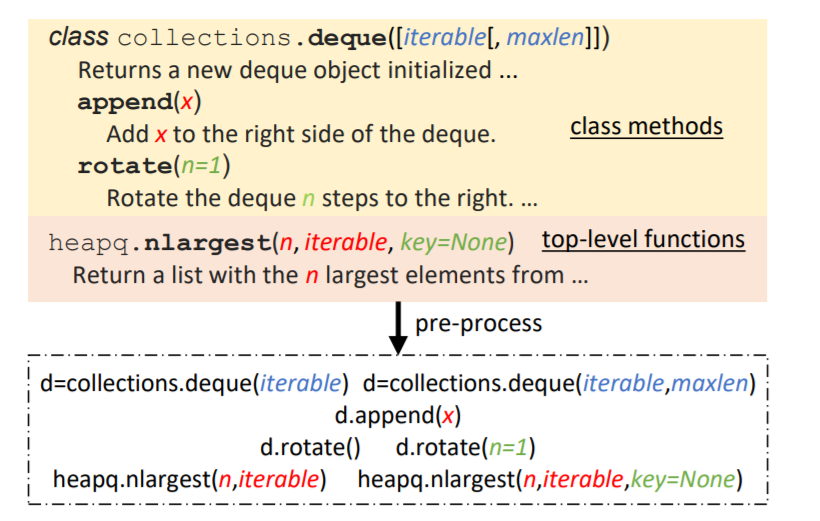 class collections.deque([iterable[, maxlen]])
Returns a new deque object initialized ...
append(x)
Add x to the right side of the deque.
class methods
rotate(n=1)
Rotate the deque n steps to the right. ...
heapq.nlargest(n, iterable, key=None) top-level functions
Return a list with the n largest elements from ...
pre-process
d=collections.deque(iterable) d=collections.deque(iterable,maxlen)
d.append(x)
d.rotate() d.rotate(n=1)
heapq.nlargest(n,iterable) heapq.nlargest(n,iterable,key=None)